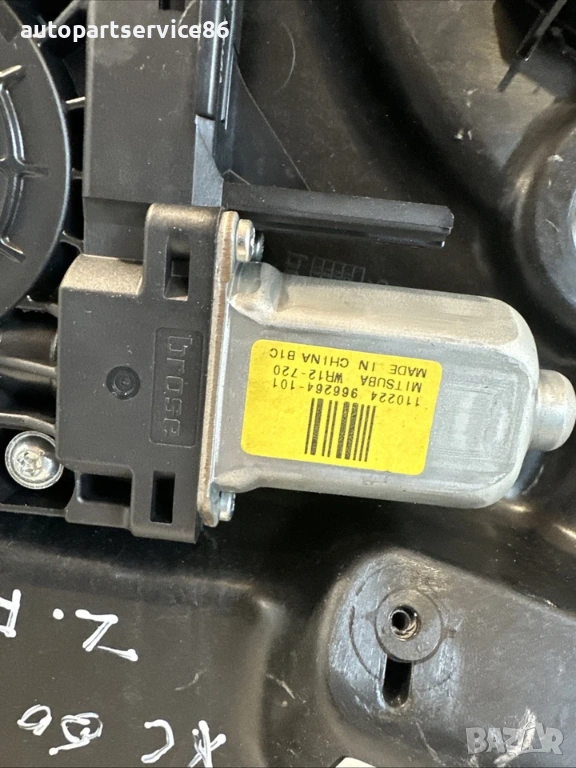 autopartservice86
brose
110224 966264-101
MITSUBA WR12-720
MADE IN CHINA B1C
BAZAR